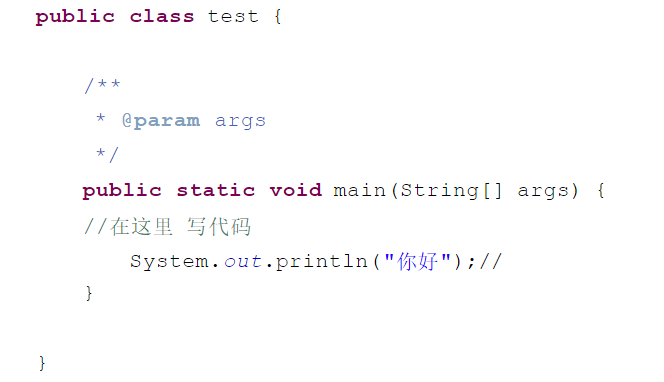 public class test {
/**
* @param args
*/
public static void main(String[] args) {
//在这里 写代码
System.out.println("你好");//
}
}